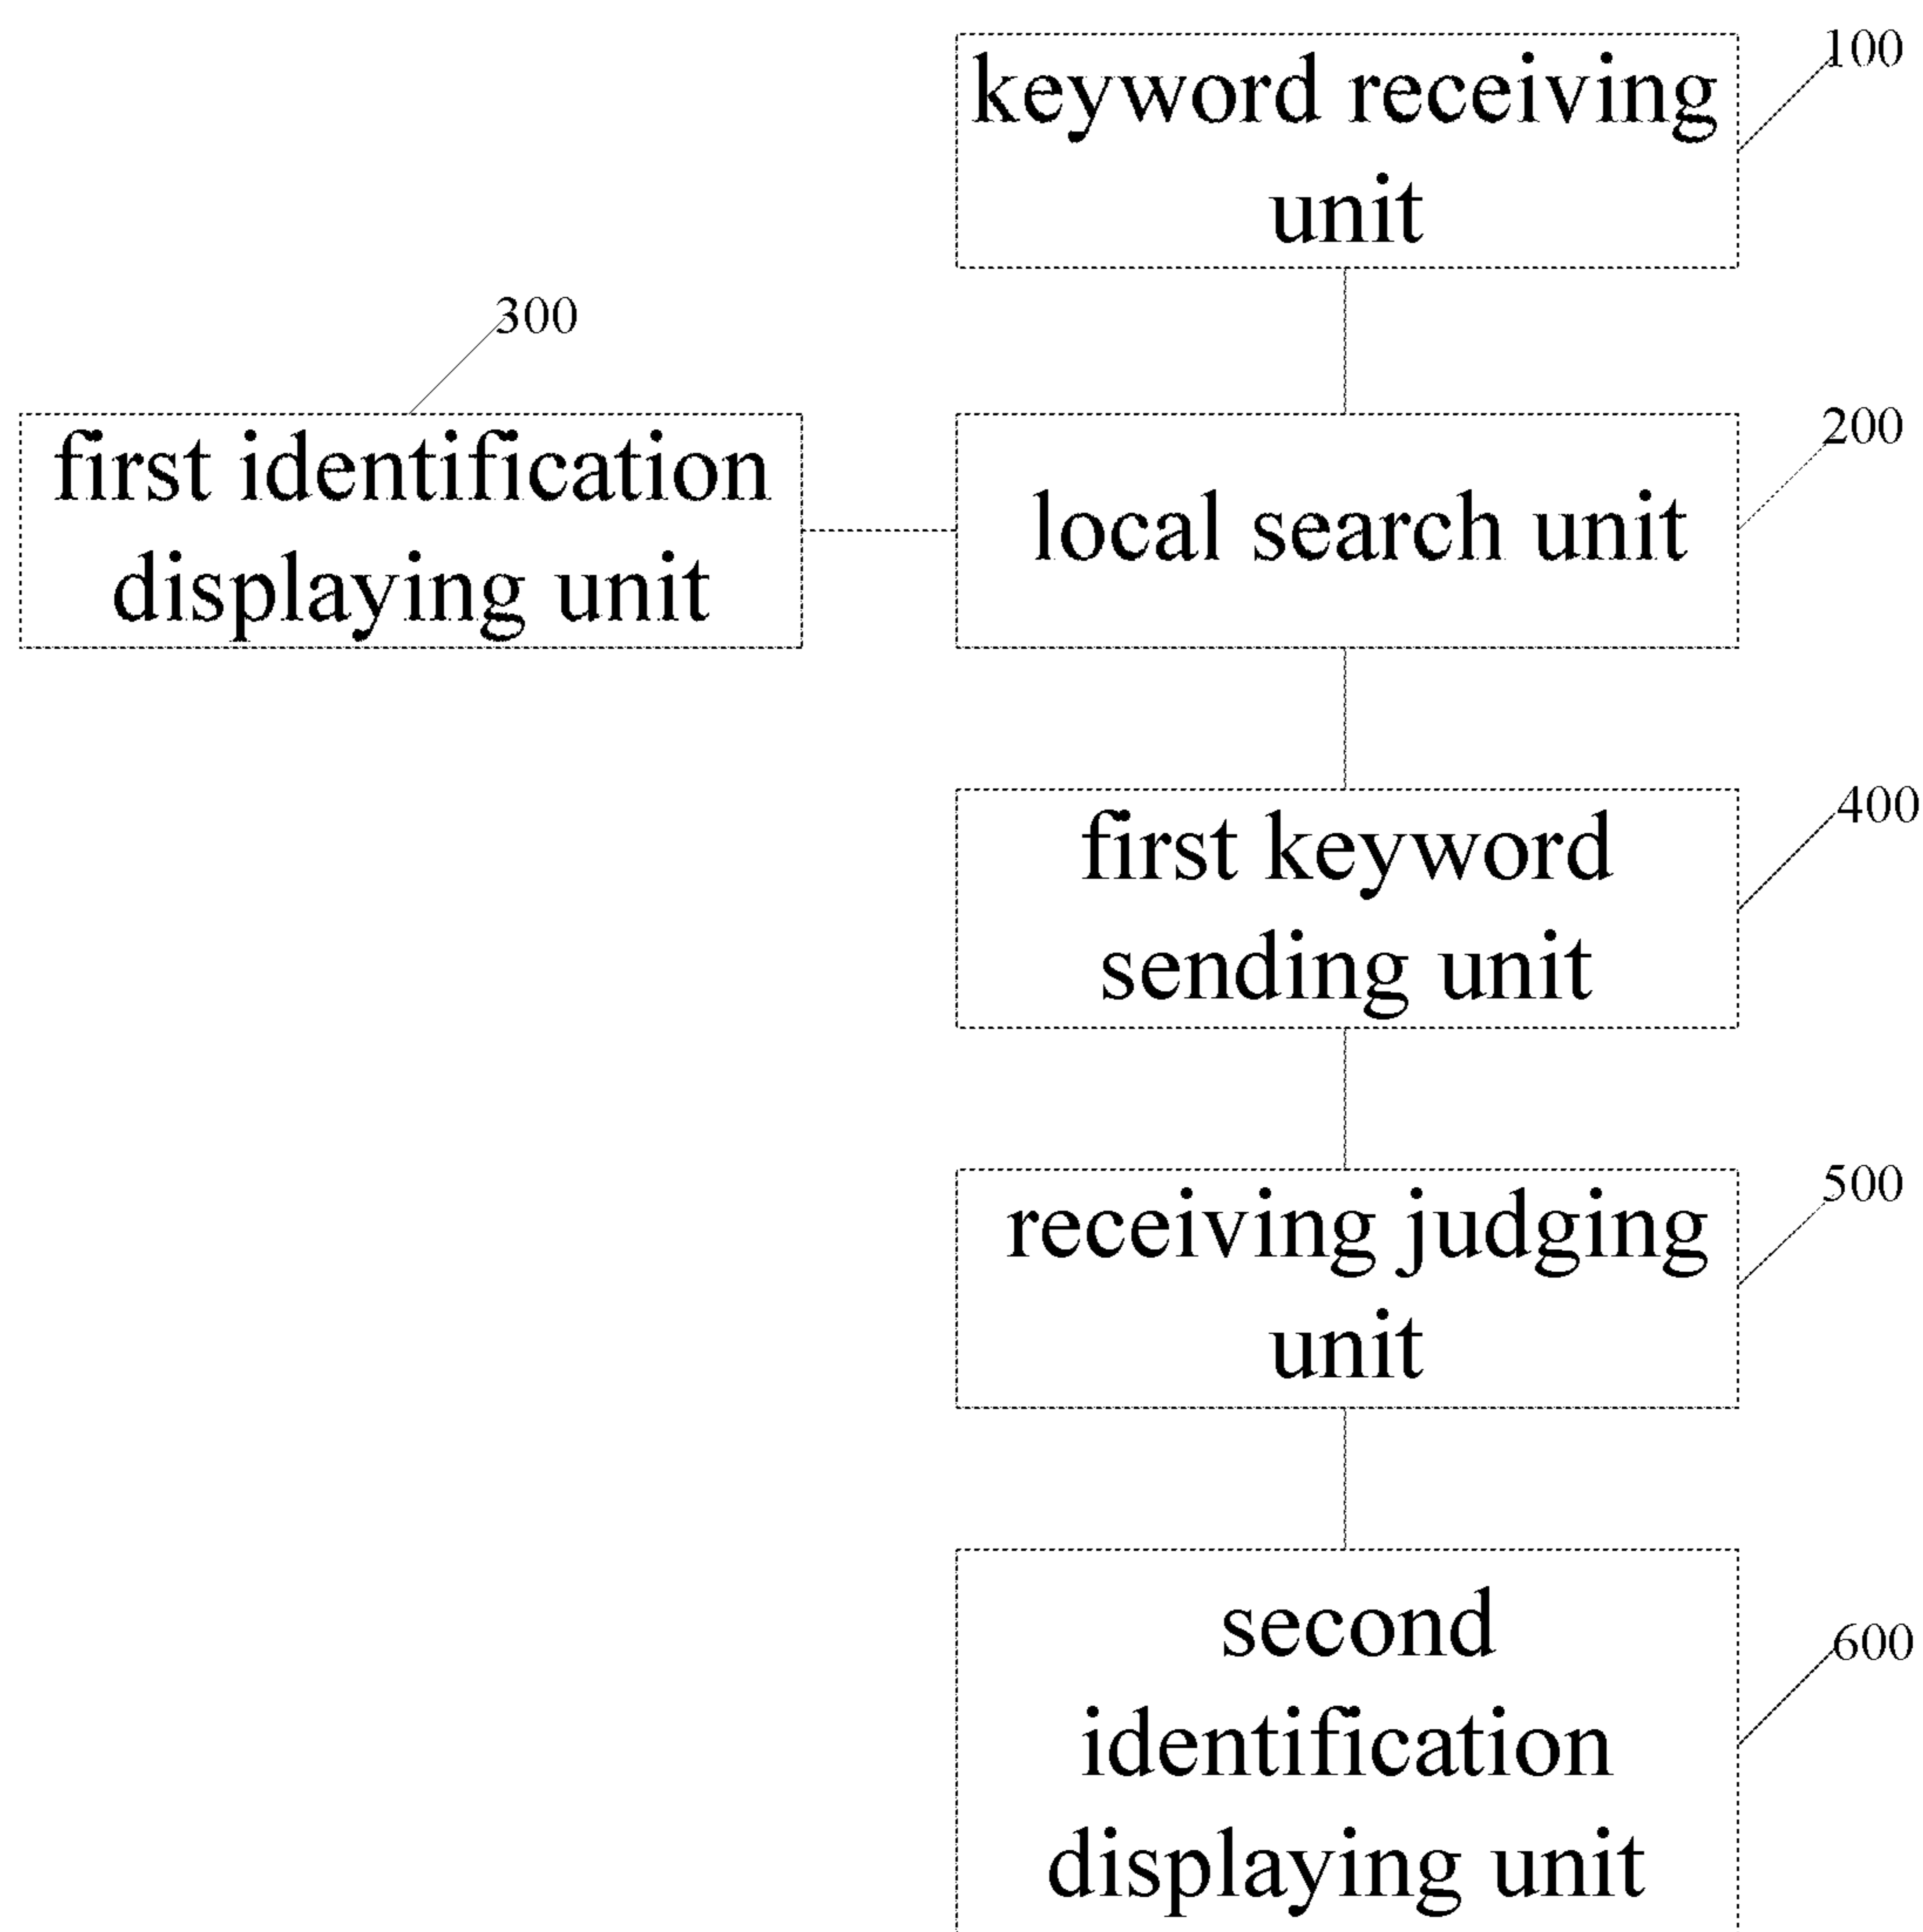 100
keyword receiving
unit
300
200
first identification
displaying unit
local search unit
400
first keyword
sending unit
500
receiving judging
unit
600
second
identification
displaying unit